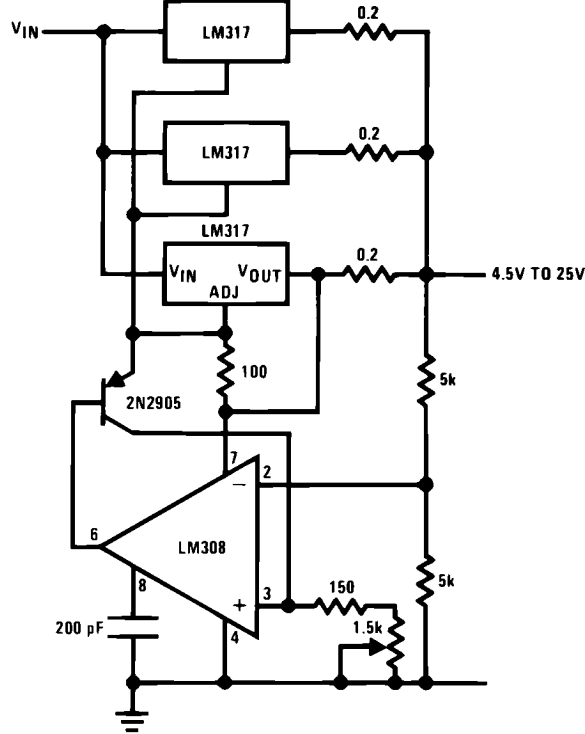 LM317
0.2
VIN
LM317
0.2
LM317
VIN
VOUT
ADJ
0.2
4.5V TO 25V
100
5k
2N2905
7
2
−
6
LM308
8
+
3
4
150
1.5k
5k
200 pF